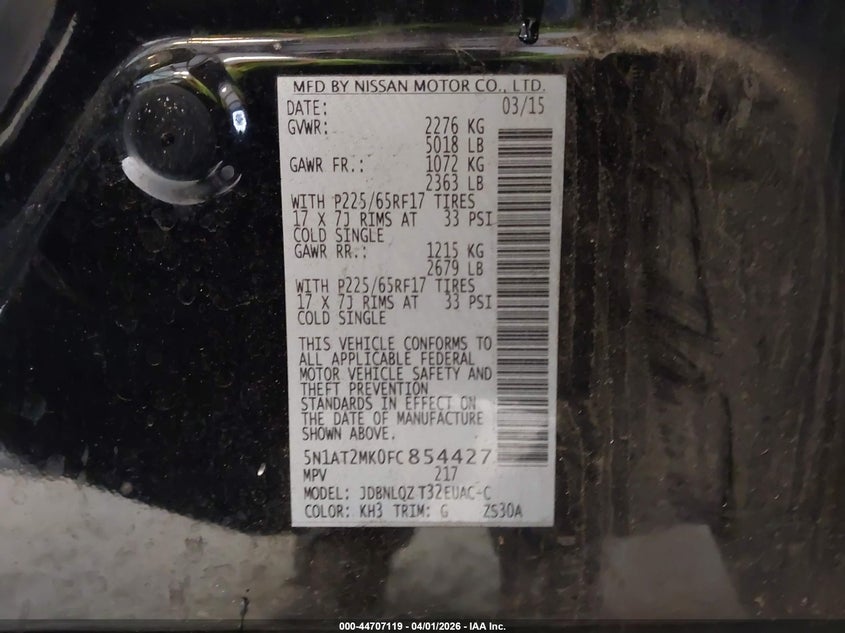 MFD BY NISSAN MOTOR CO., LTD.
DATE: 03/15
GVWR: 2276 KG
5018 LB
GAWR FR.: 1072 KG
2363 LB
WITH P225/65RF17 TIRES
17 X 7J RIMS AT 33 PSI
COLD SINGLE
GAWR RR.: 1215 KG
2679 LB
WITH P225/65RF17 TIRES
17 X 7J RIMS AT 33 PSI
COLD SINGLE
THIS VEHICLE CONFORMS TO
ALL APPLICABLE FEDERAL
MOTOR VEHICLE SAFETY AND
THEFT PREVENTION
STANDARDS IN EFFECT ON
THE DATE OF MANUFACTURE
SHOWN ABOVE.
5N1AT2MK0FC854427
MPV 217
MODEL: JDBNLQZ T32EUAC-C
COLOR: KH3 TRIM: G ZS30A
000-44707119 - 04/01/2026 - IAA Inc.